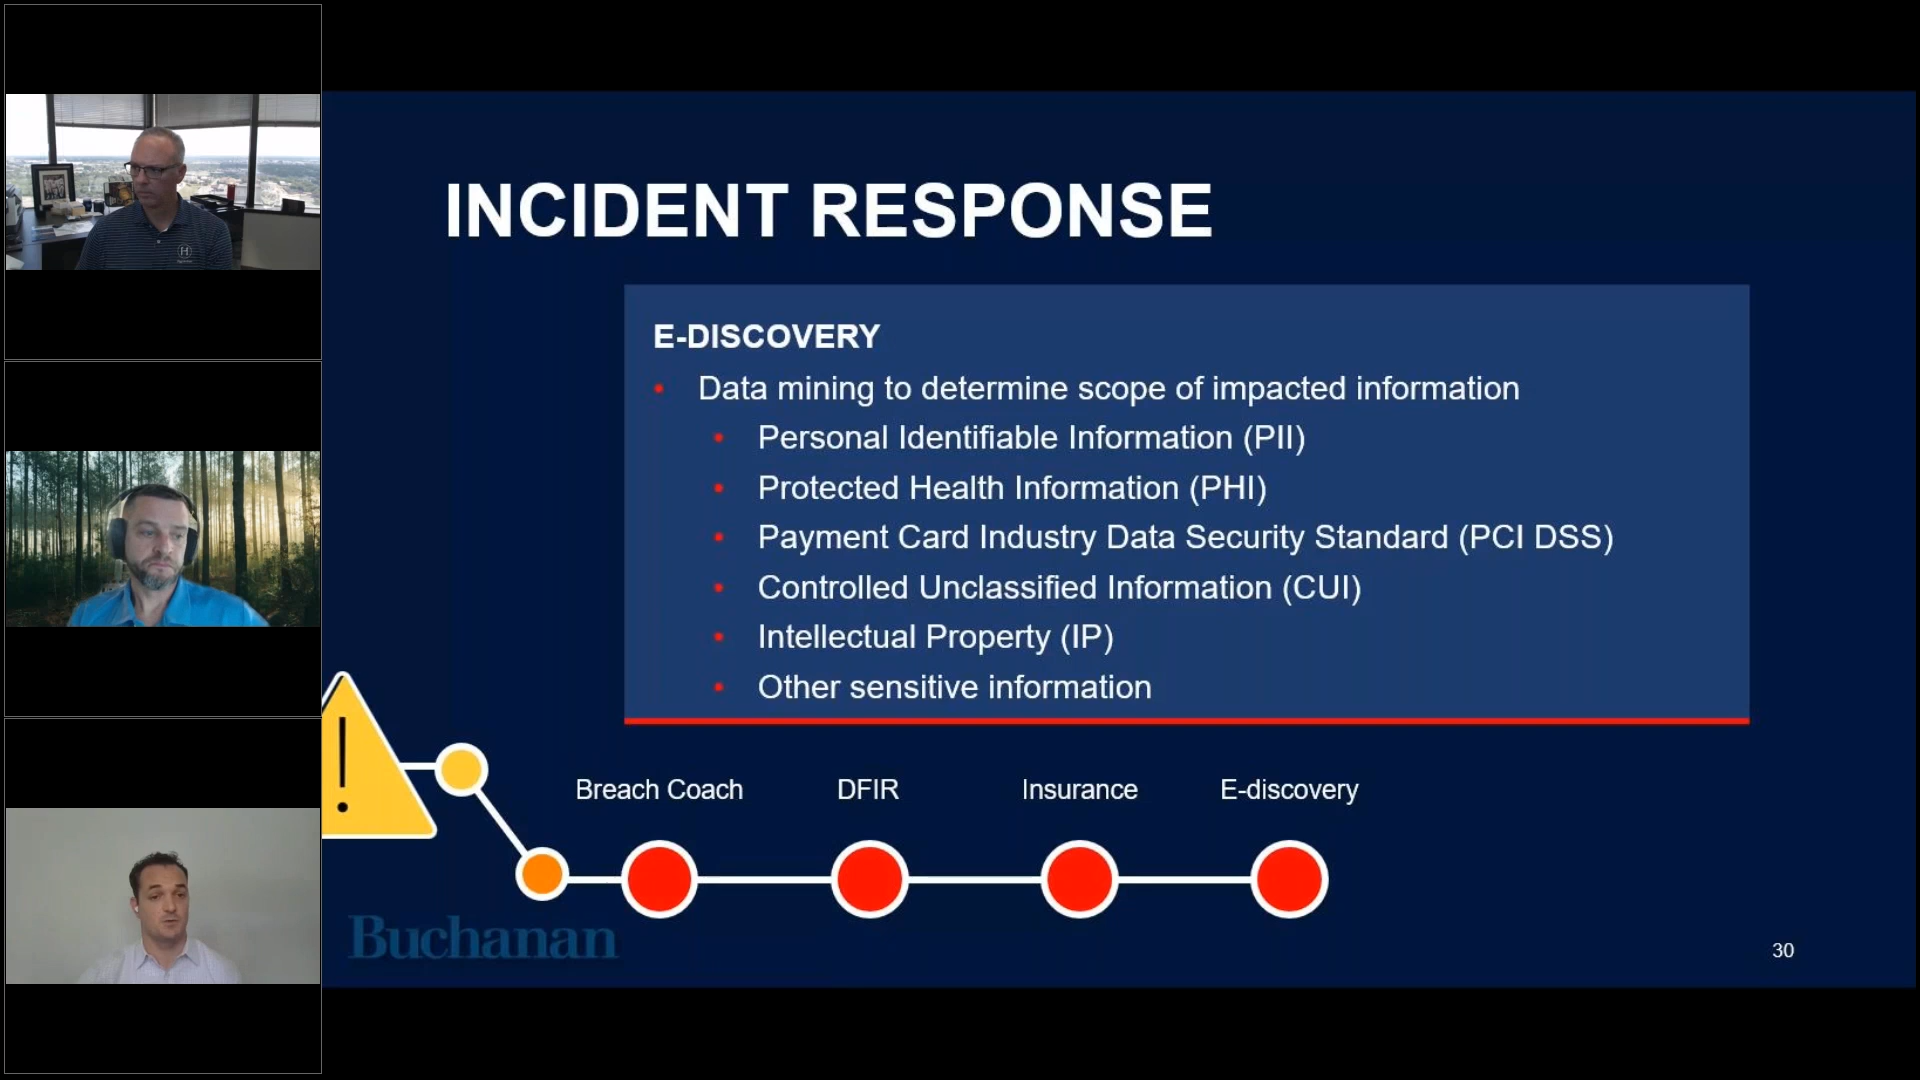 INCIDENT RESPONSE
E-DISCOVERY
Data mining to determine scope of impacted information
Personal Identifiable Information (PII)
Protected Health Information (PHI)
Payment Card Industry Data Security Standard (PCI DSS)
Controlled Unclassified Information (CUI)
Intellectual Property (IP)
Other sensitive information
Breach Coach
DFIR
Insurance
E-discovery
Buchanan
30